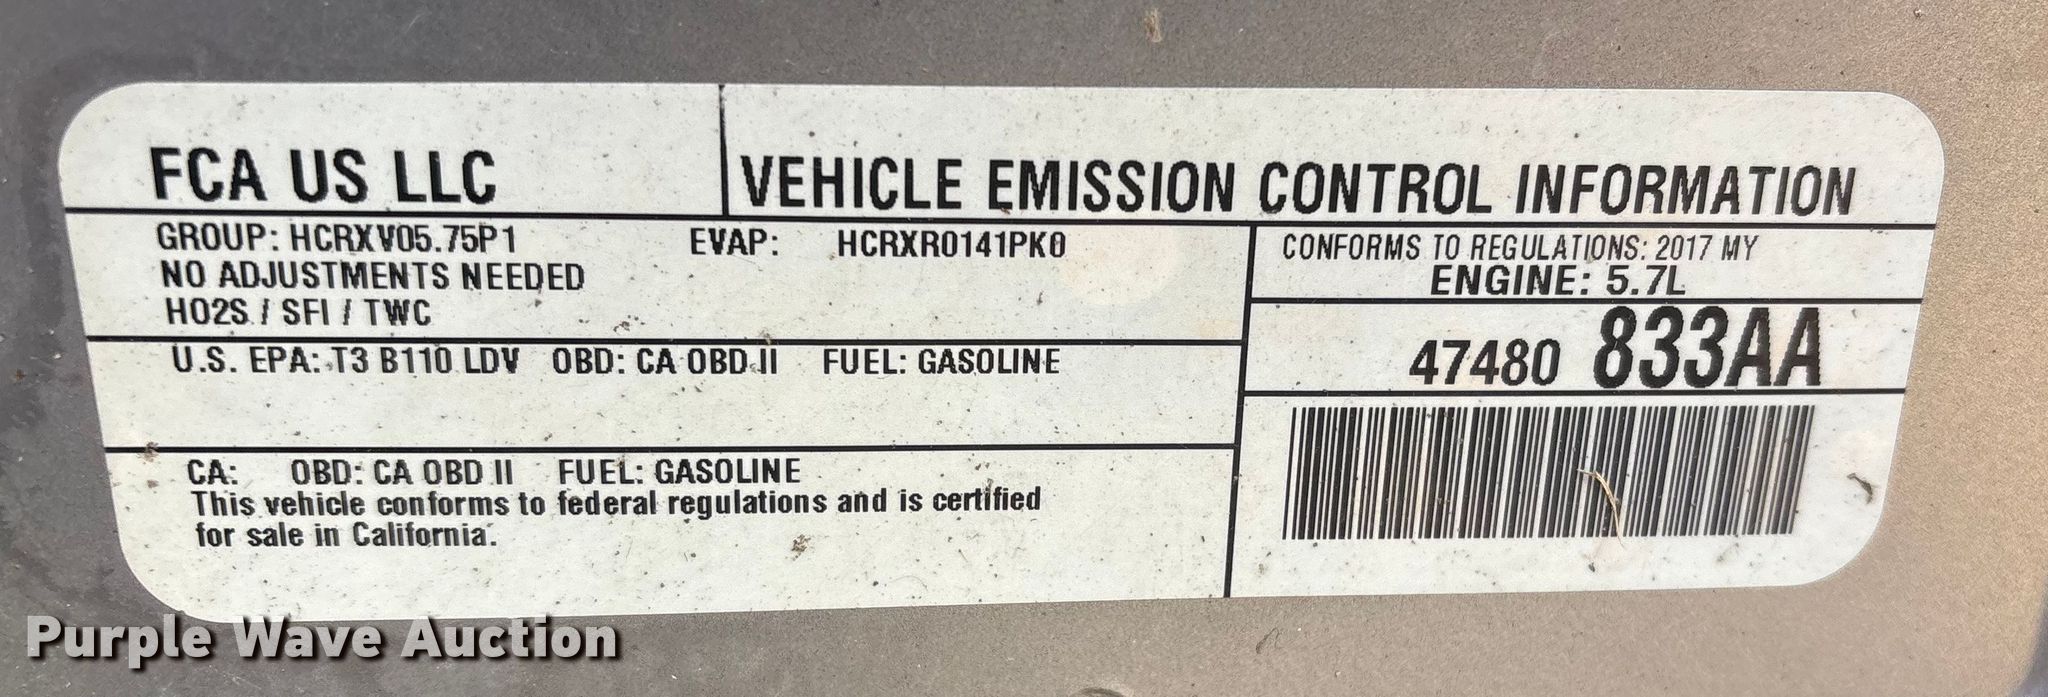 FCA US LLC
VEHICLE EMISSION CONTROL INFORMATION
GROUP: HCRXV05.75P1 EVAP: HCRXR0141PK0
NO ADJUSTMENTS NEEDED
HO2S / SFI / TWC
CONFORMS TO REGULATIONS: 2017 MY
ENGINE: 5.7L
47480 833AA
U.S. EPA: T3 B110 LDV OBD: CA OBD II FUEL: GASOLINE
CA: OBD: CA OBD II FUEL: GASOLINE
This vehicle conforms to federal regulations and is certified
for sale in California.
Purple Wave Auction